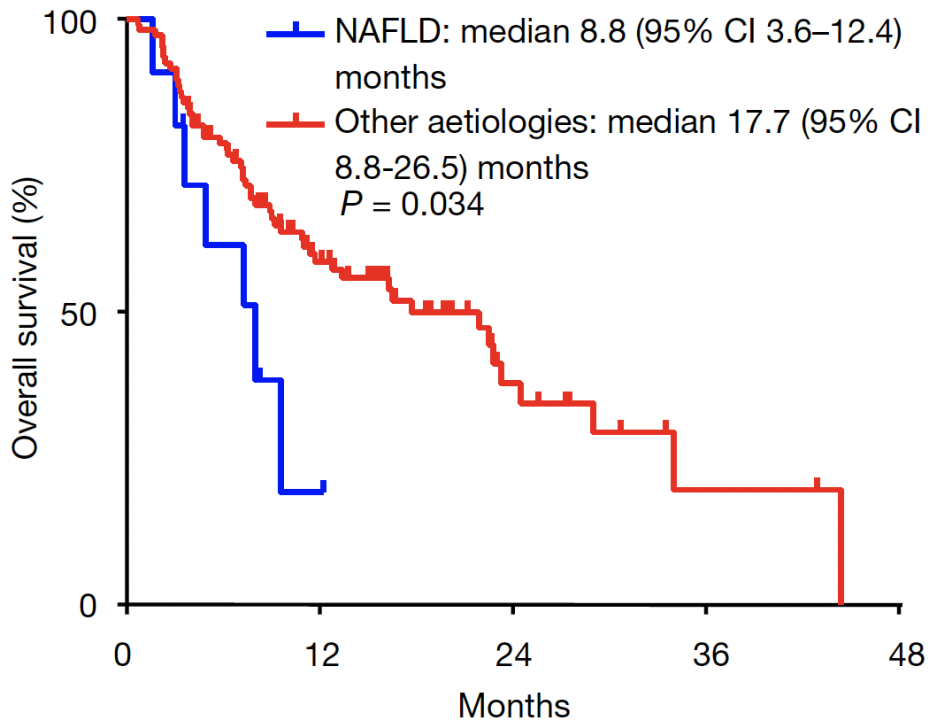 NAFLD: median 8.8 (95% CI 3.6–12.4)
months
Other aetiologies: median 17.7 (95% CI
8.8-26.5) months
P = 0.034
Overall survival (%)
100
50
0
0 12 24 36 48
Months